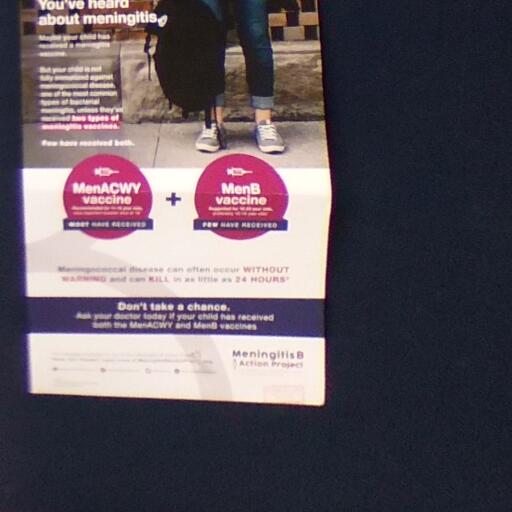 You've heard
about meningitis,
Maybe your child has
received a meningitis
vaccine.
But your child is not
fully immunized against
meningococcal disease,
one of the most common
types of bacterial
meningitis, unless they've
received two types of
meningitis vaccines.
Few have received both.
MenACWY
vaccine
MOST HAVE RECEIVED
+
MenB
vaccine
FEW HAVE RECEIVED
Meningococcal disease can often occur WITHOUT
WARNING and can KILL in as little as 24 HOURS
Don't take a chance.
Ask your doctor today if your child has received
both the MenACWY and MenB vaccines
Meningitis B
Action Project